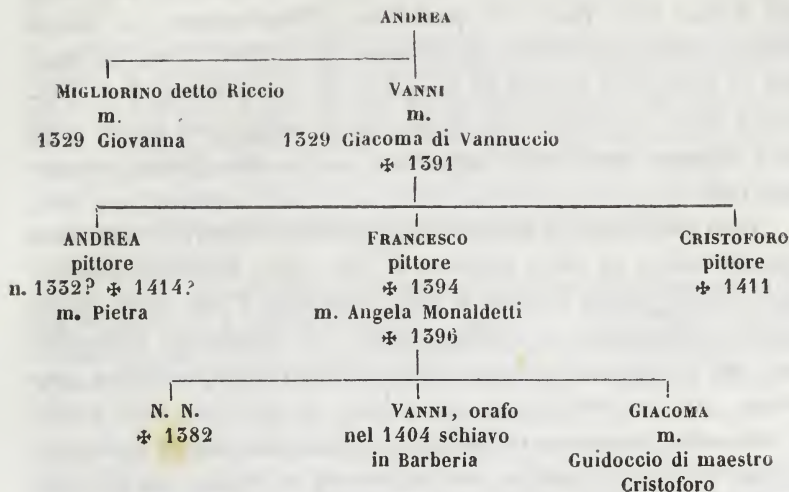 ANDREA
MIGLIORINO detto Riccio
m.
1329 Giovanna
VANNI
m.
1329 Giacoma di Vannuccio
✠ 1391
ANDREA
pittore
n. 1332? ✠ 1414?
m. Pietra
FRANCESCO
pittore
✠ 1394
m. Angela Monaldetti
✠ 1396
CRISTOFORO
pittore
✠ 1411
N. N.
✠ 1382
VANNI, orafo
nel 1404 schiavo
in Barberia
GIACOMA
m.
Guidoccio di maestro
Cristoforo